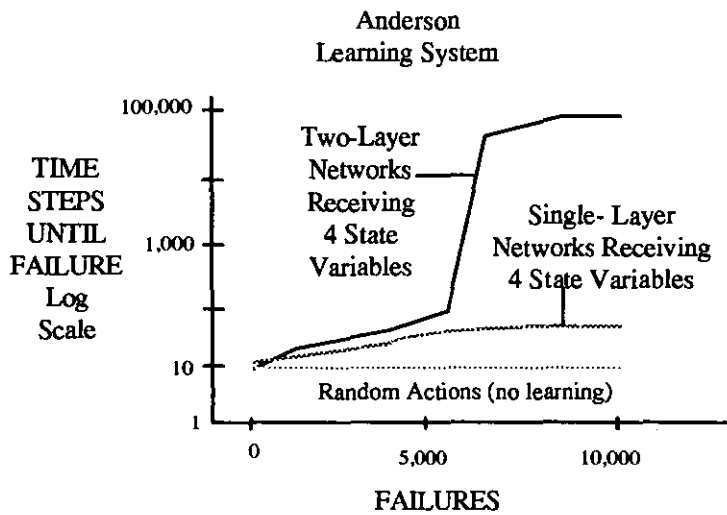 Anderson
Learning System
100,000
1,000
10
1
TIME
STEPS
UNTIL
FAILURE
Log
Scale
Two-Layer
Networks
Receiving
4 State
Variables
Single- Layer
Networks Receiving
4 State Variables
Random Actions (no learning)
0
5,000
10,000
FAILURES